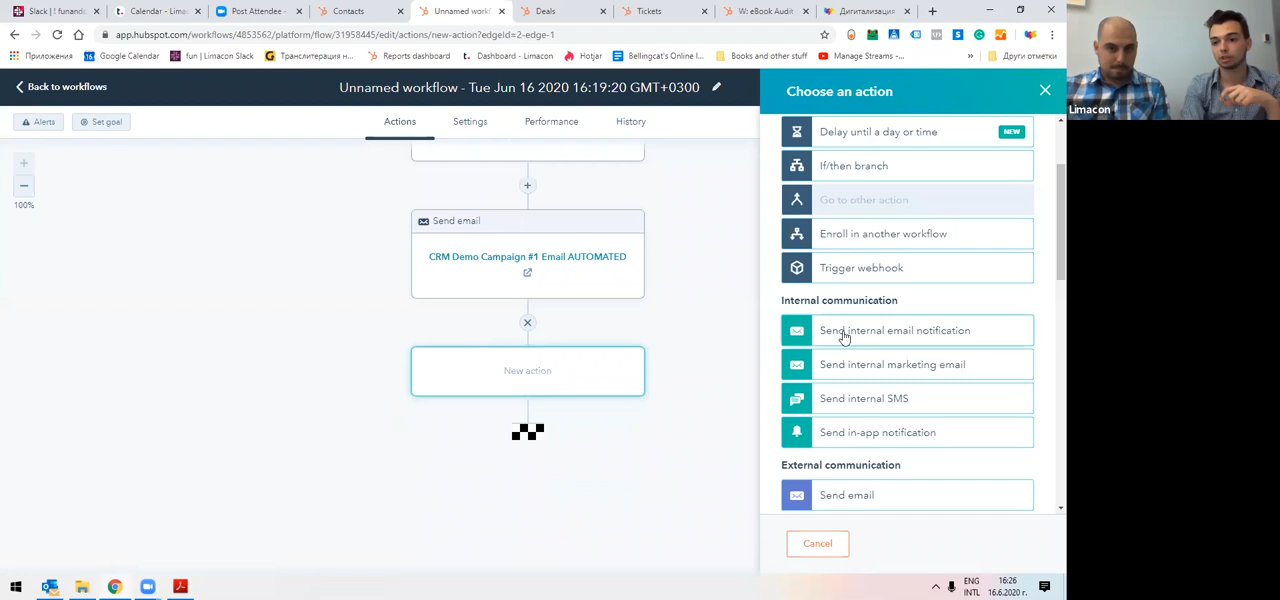 Slack | ! funando
Calendar - Limac
Post Attendee -
Contacts
Unnamed workf
Deals
Tickets
W: eBook Audit
Дигитализация
app.hubspot.com/workflows/4853562/platform/flow/31958445/edit/actions/new-action?edgeId=2-edge-1
Приложения
Google Calendar
fun | Limacon Slack
Транслитерация н...
Reports dashboard
Dashboard - Limacon
Hotjar
Bellingcat's Online I...
Books and other stuff
Manage Streams -...
»
Други отметки
Back to workflows
Unnamed workflow - Tue Jun 16 2020 16:19:20 GMT+0300
Alerts
Set goal
Actions
Settings
Performance
History
100%
Send email
CRM Demo Campaign #1 Email AUTOMATED
New action
Choose an action
Delay until a day or time
NEW
If/then branch
Go to other action
Enroll in another workflow
Trigger webhook
Internal communication
Send internal email notification
Send internal marketing email
Send internal SMS
Send in-app notification
External communication
Send email
Cancel
Limacon
ENG
INTL
16:26
16.6.2020 г.